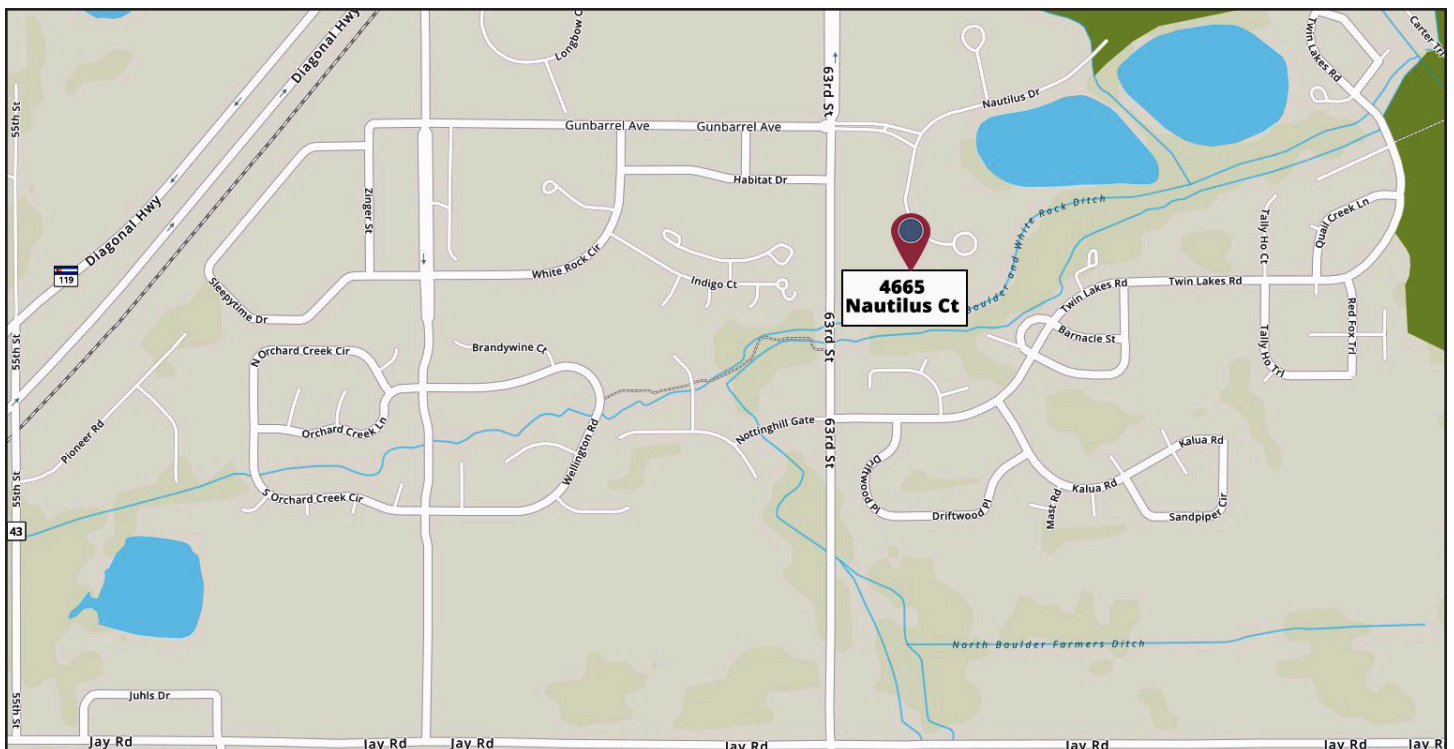 Longbow C
Diagonal Hwy
Twin Lakes Rd
Carter Trl
55th St
63rd St
Nautilus Dr
Gunbarrel Ave
Gunbarrel Ave
Habitat Dr
Zinger St
Boulder and White Rock Ditch
Tally Ho Ct
Quail Creek Ln
Diagonal Hwy
119
White Rock Cir
Indigo Ct
Sleepytime Dr
4665
Nautilus Ct
Twin Lakes Rd
Twin Lakes Rd
Red Fox Trl
Barnacle St
63rd St
55th St
N Orchard Creek Cir
Brandywine Ct
Tally Ho Trl
Pioneer Rd
Orchard Creek Ln
Wellington Rd
Nottinghill Gate
63rd St
Kalua Rd
55th St
S Orchard Creek Cir
Driftwood Pl
Driftwood Pl
Mast Rd
Kalua Rd
Sandpiper Cir
43
North Boulder Farmers Ditch
55th St
Juhls Dr
Jay Rd
Jay Rd
Jay Rd
Jay Rd
Jay Rd
Jay Rd
Jay R